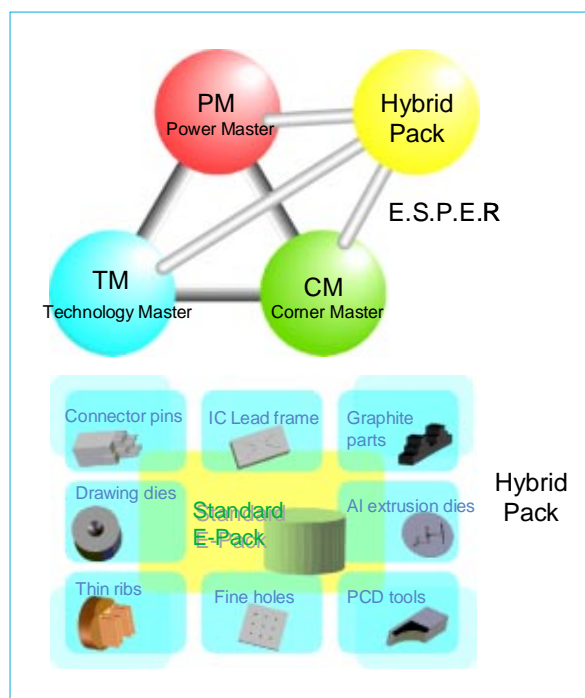 PM
Power Master
Hybrid
Pack
E.S.P.E.R
TM
Technology Master
CM
Corner Master
Connector pins
IC Lead frame
Graphite
parts
Drawing dies
Standard
E-Pack
Al extrusion dies
Hybrid
Pack
Thin ribs
Fine holes
PCD tools